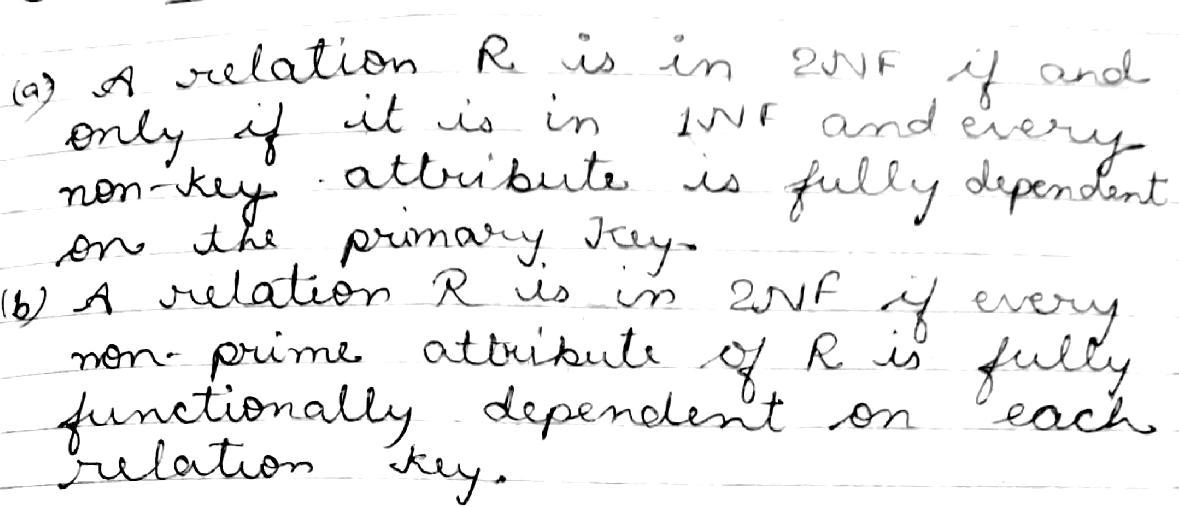 (a) A relation R is in 2NF if and
only if it is in 1NF and every
non-key attribute is fully dependent
on the primary key.
(b) A relation R is in 2NF if every
non-prime attribute of R is fully
functionally dependent on each
relation key.